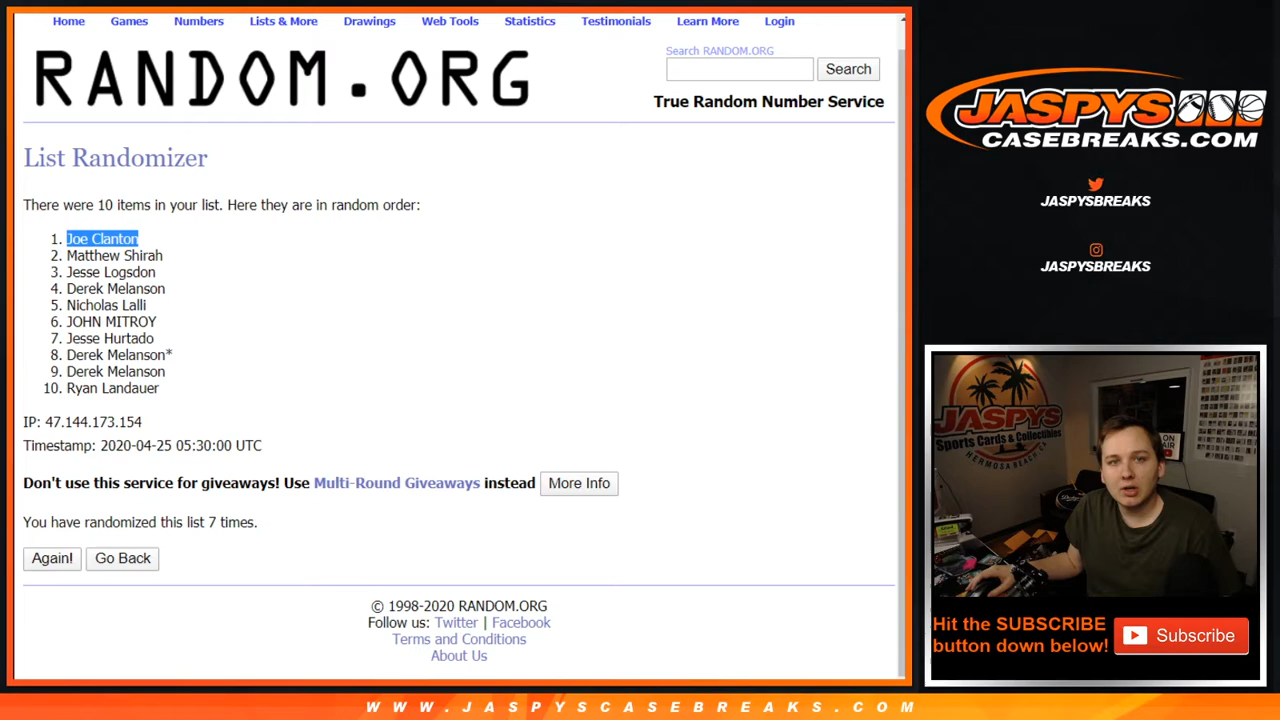 Home Games Numbers Lists & More Drawings Web Tools Statistics Testimonials Learn More Login
RANDOM.ORG
Search RANDOM.ORG
Search
True Random Number Service
List Randomizer
There were 10 items in your list. Here they are in random order:
1. Joe Clanton
2. Matthew Shirah
3. Jesse Logsdon
4. Derek Melanson
5. Nicholas Lalli
6. JOHN MITROY
7. Jesse Hurtado
8. Derek Melanson*
9. Derek Melanson
10. Ryan Landauer
IP: 47.144.173.154
Timestamp: 2020-04-25 05:30:00 UTC
Don't use this service for giveaways! Use Multi-Round Giveaways instead More Info
You have randomized this list 7 times.
Again! Go Back
© 1998-2020 RANDOM.ORG
Follow us: Twitter | Facebook
Terms and Conditions
About Us
JASPYS
CASEBREAKS.COM
JASPYSBREAKS
JASPYSBREAKS
JASPYS
Sports Cards & Collectibles
HERMOSA BEACH, CA
ON AIR
Hit the SUBSCRIBE
button down below!
Subscribe
WWW.JASPYSCASEBREAKS.COM